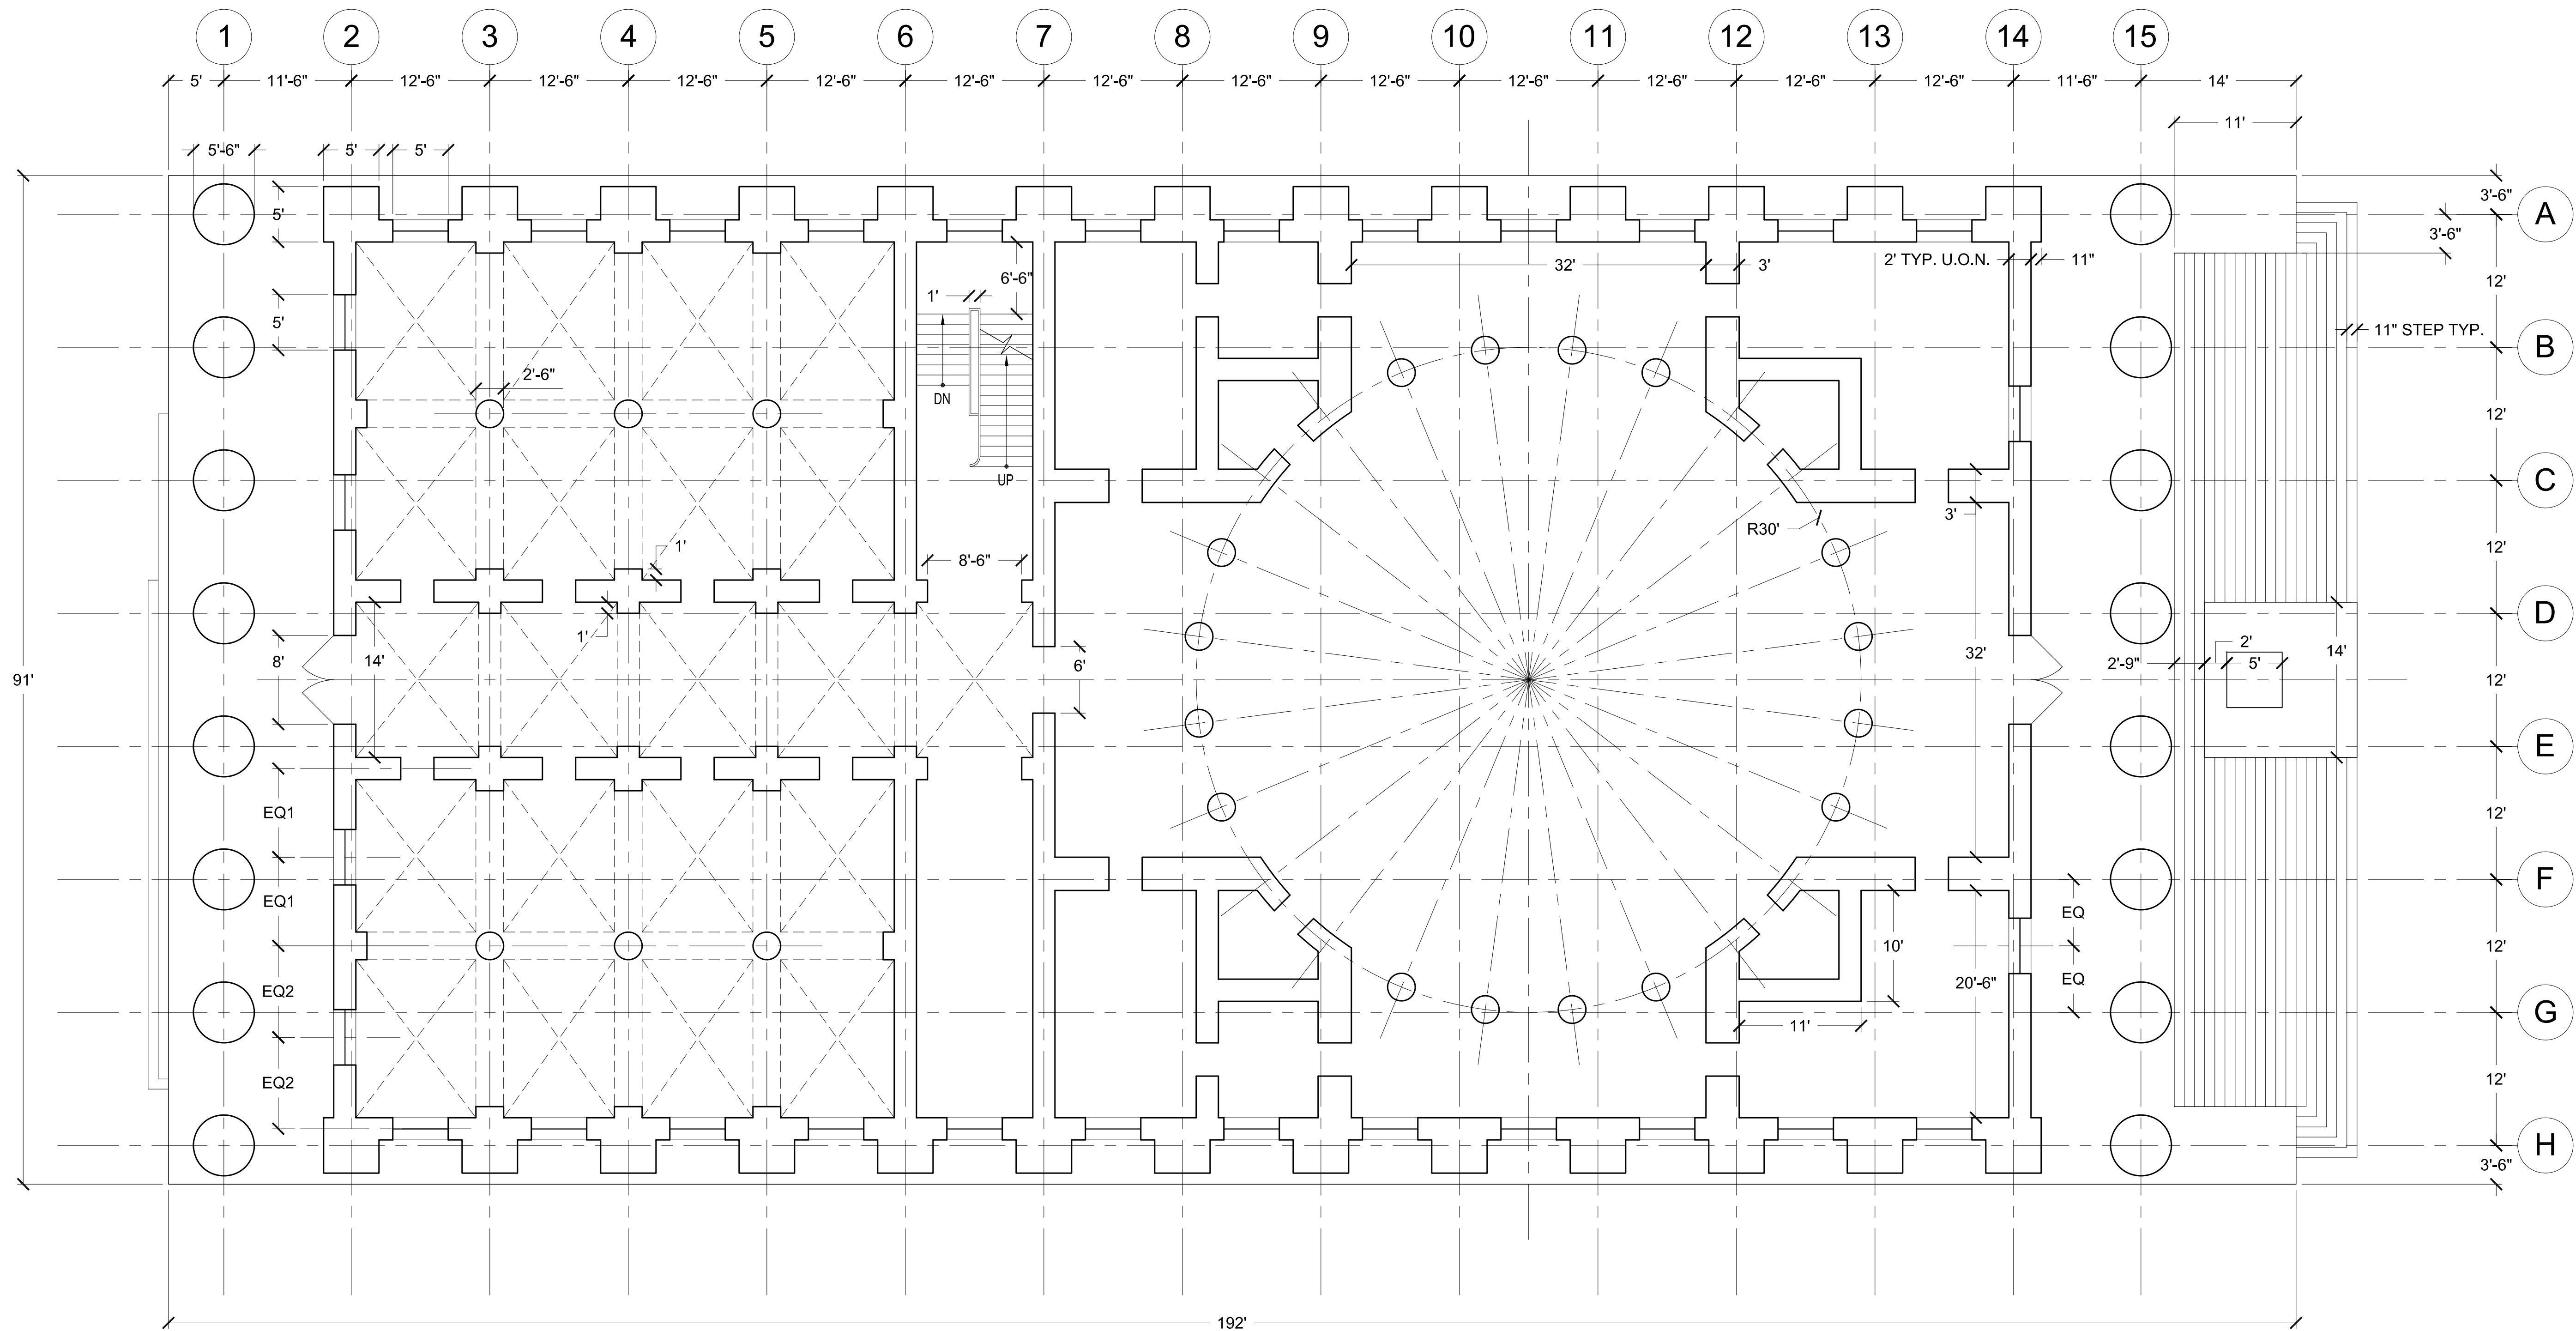 1 2 3 4 5 6 7 8 9 10 11 12 13 14 15
5' 11'-6" 12'-6" 12'-6" 12'-6" 12'-6" 12'-6" 12'-6" 12'-6" 12'-6" 12'-6" 12'-6" 12'-6" 12'-6" 11'-6" 14'
11'
5'-6" 5' 5'
3'-6"
A
5'
3'-6"
32' 3' 2' TYP. U.O.N. 11"
6'-6"
12'
1'
5'
11" STEP TYP.
B
2'-6"
DN
12'
UP
C
3'
R30'
1'
8'-6"
12'
D
1'
8'
14'
6'
32'
2'
2'-9"
5'
14'
91'
12'
E
EQ1
12'
F
EQ1
EQ
10'
12'
EQ2
20'-6"
EQ
G
11'
EQ2
12'
H
3'-6"
192'